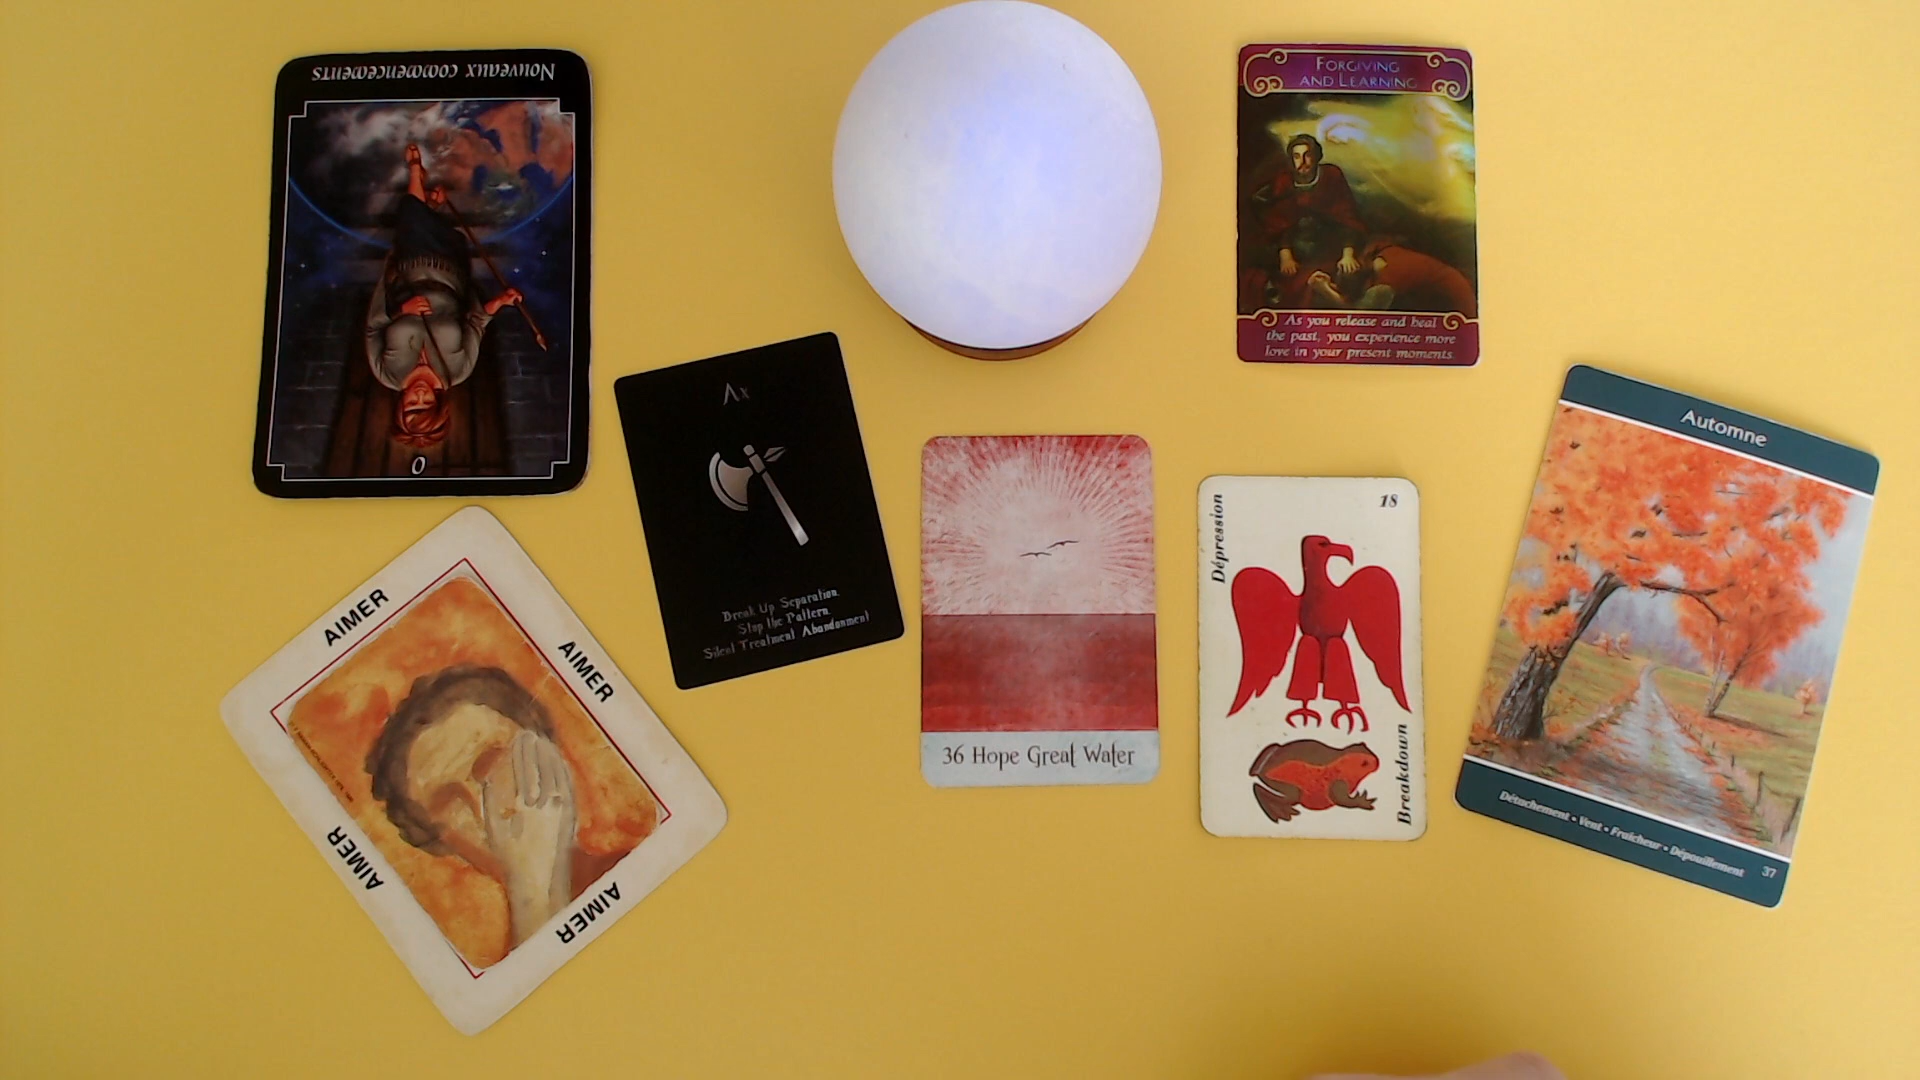 Nouveaux commencements
0
FORGIVING
AND LEARNING
As you release and heal
the past, you experience more
love in your present moments.
Ax
Break Up Separation
Stop the Pattern
Silent Treatment Abandonment
AIMER
AIMER
AIMER
AIMER
36 Hope Great Water
Dépression
18
Breakdown
Automne
Détachement • Vent • Fraîcheur • Dépouillement
37